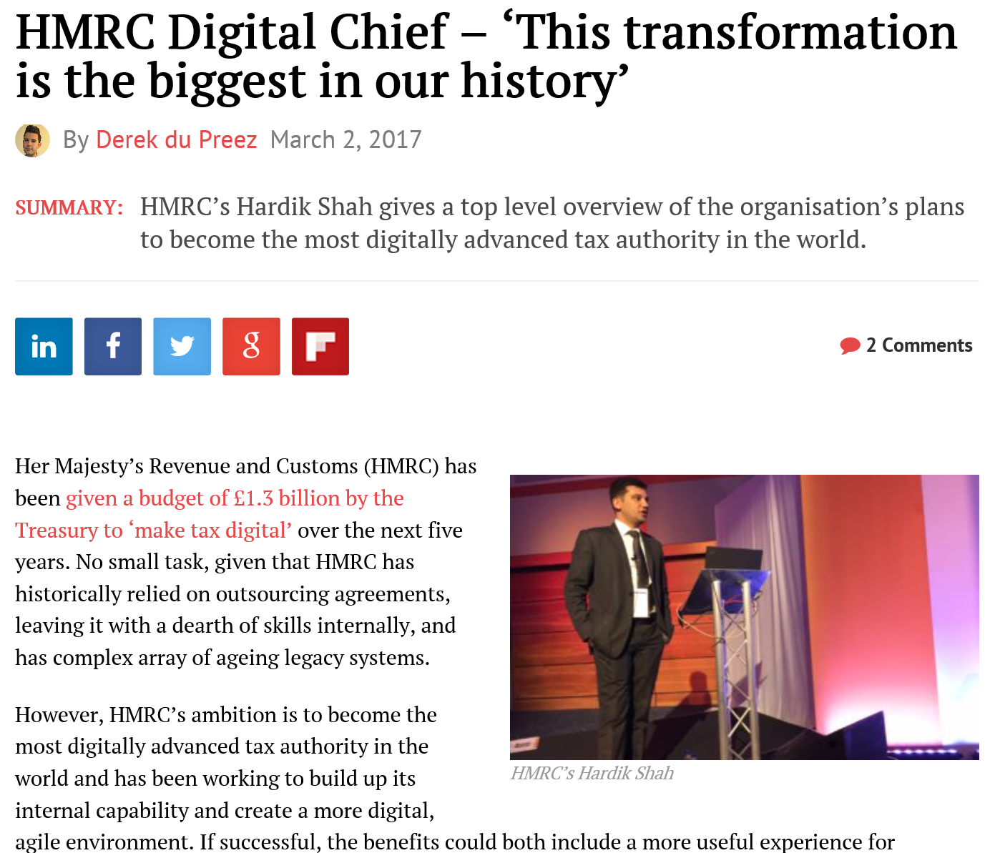 HMRC Digital Chief – ‘This transformation
is the biggest in our history’
By Derek du Preez March 2, 2017
SUMMARY: HMRC’s Hardik Shah gives a top level overview of the organisation’s plans
to become the most digitally advanced tax authority in the world.
in f g
2 Comments
Her Majesty’s Revenue and Customs (HMRC) has
been given a budget of £1.3 billion by the
Treasury to ‘make tax digital’ over the next five
years. No small task, given that HMRC has
historically relied on outsourcing agreements,
leaving it with a dearth of skills internally, and
has complex array of ageing legacy systems.
HMRC’s Hardik Shah
However, HMRC’s ambition is to become the
most digitally advanced tax authority in the
world and has been working to build up its
internal capability and create a more digital,
agile environment. If successful, the benefits could both include a more useful experience for